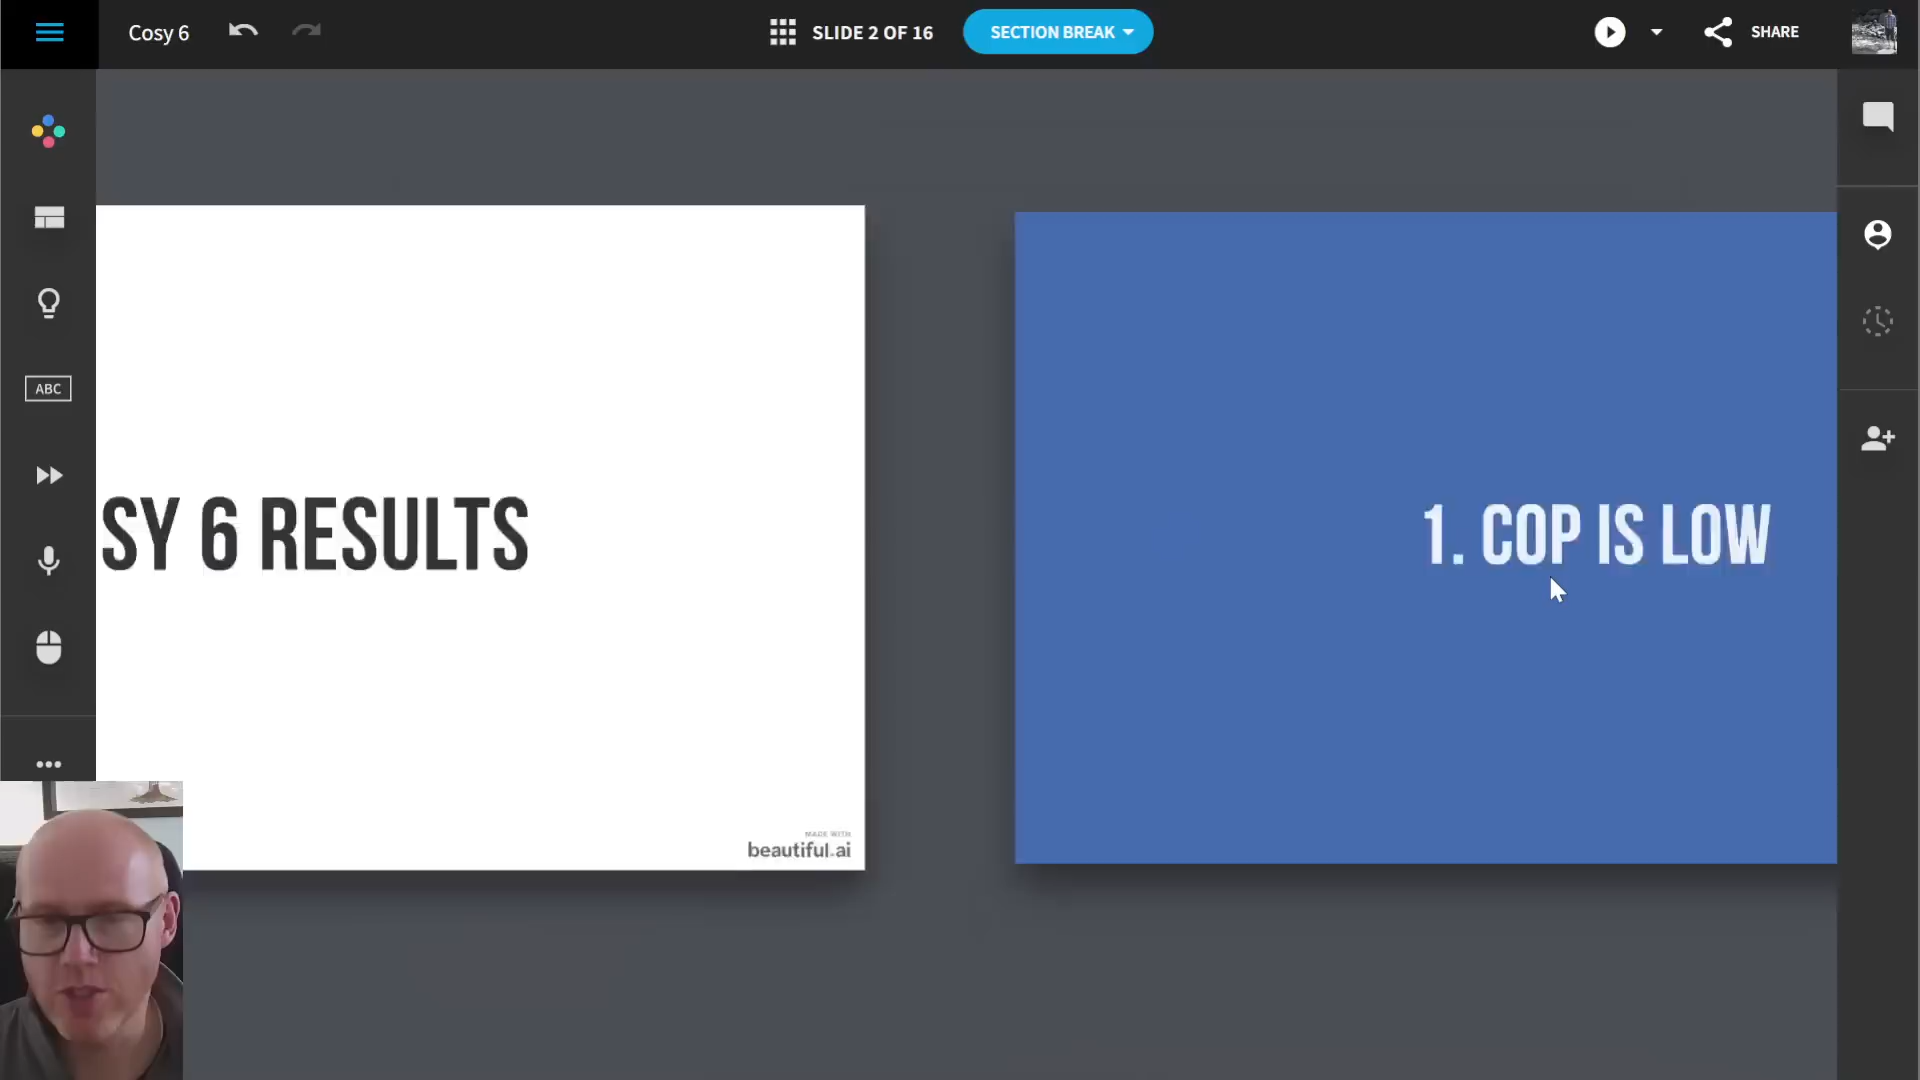 Cosy 6
SLIDE 2 OF 16
SECTION BREAK
SHARE
ABC
SY 6 RESULTS
1. COP IS LOW
MADE WITH
beautiful.ai